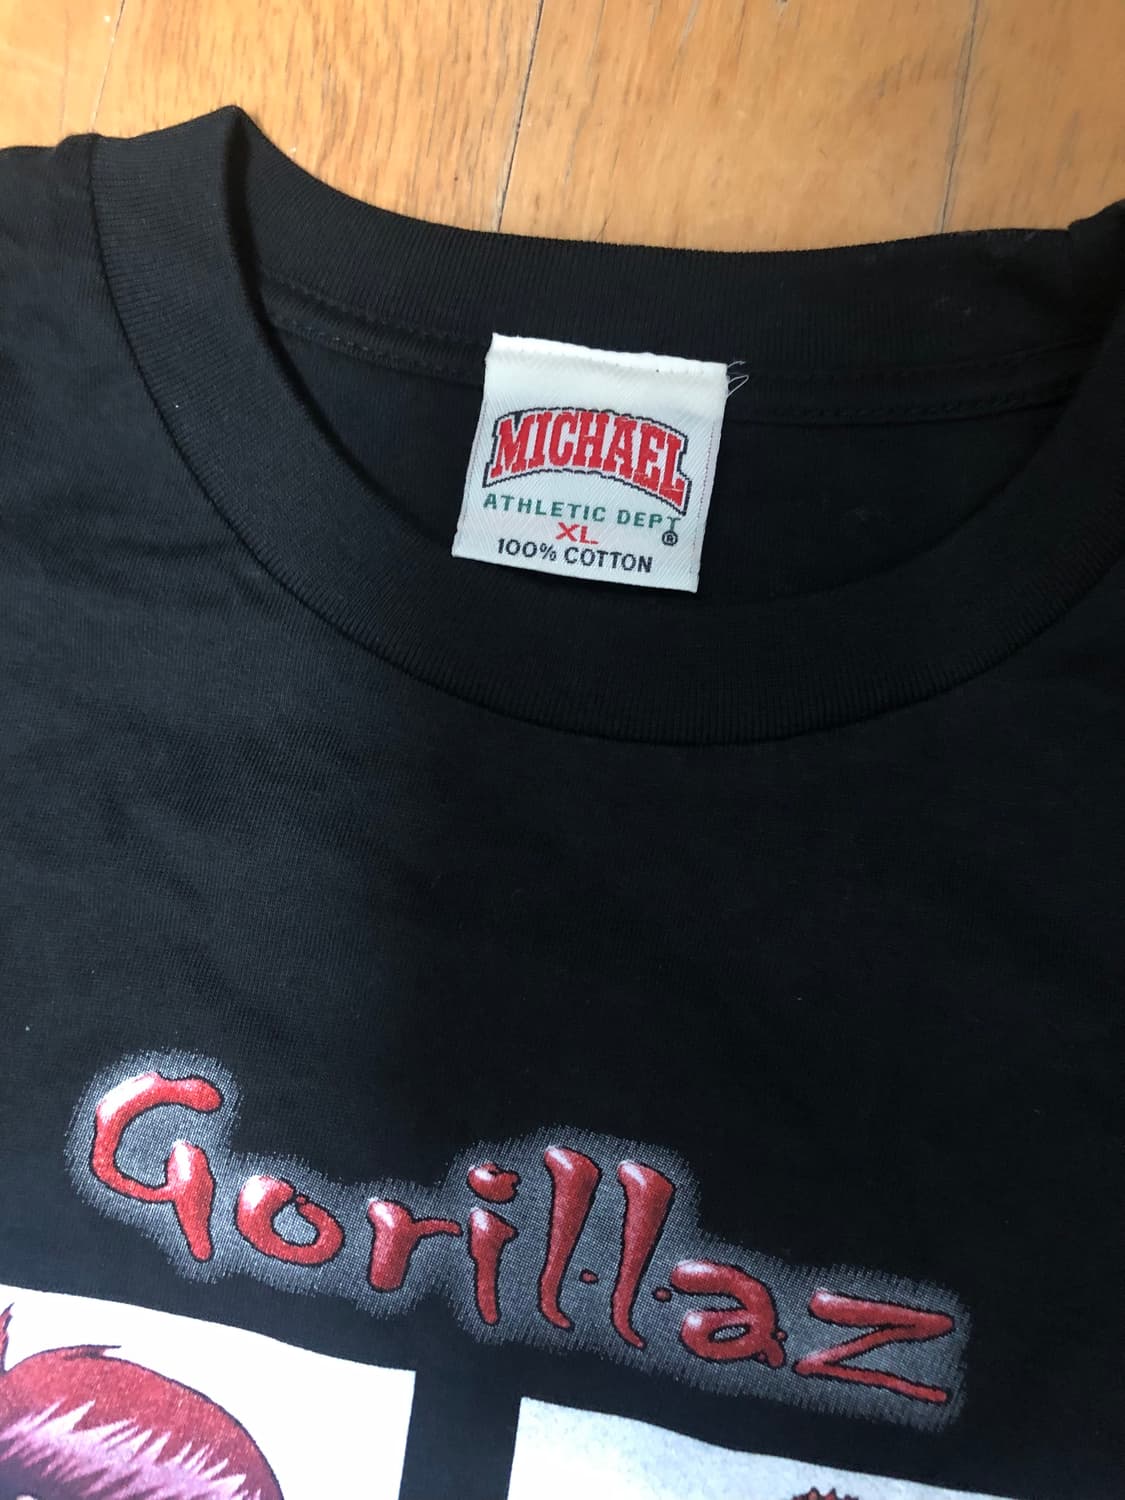 MICHAEL
ATHLETIC DEPT
®
XL
100% COTTON
Gorillaz